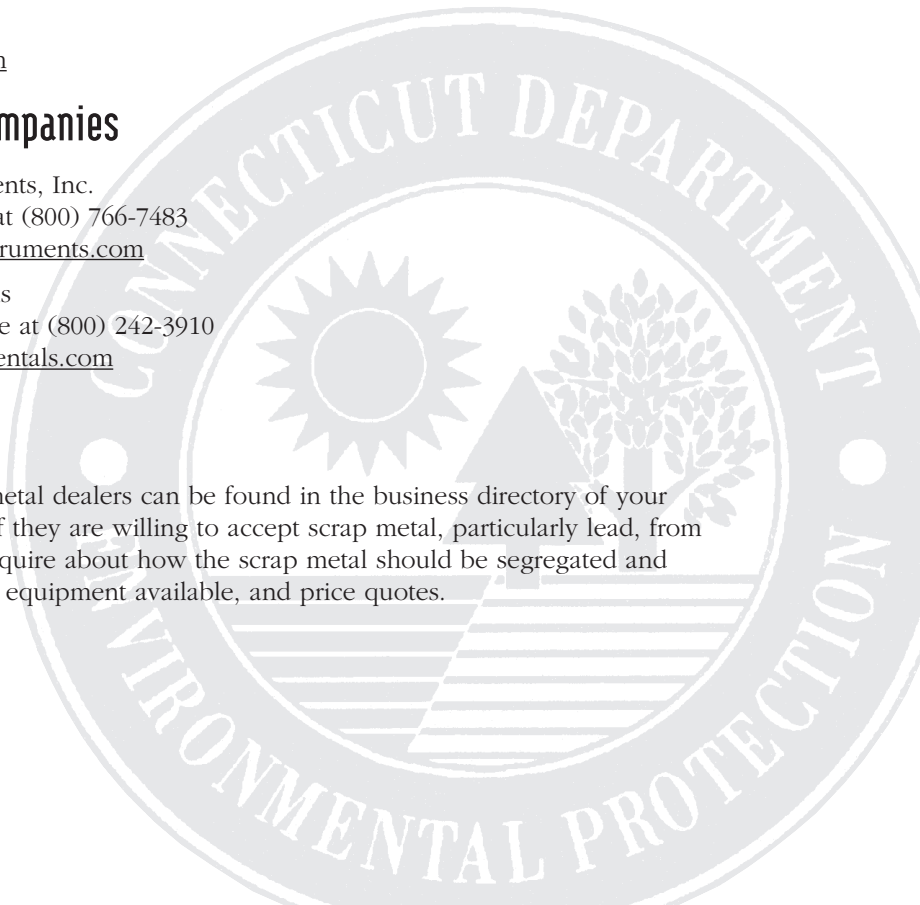 mpanies
ents, Inc.
at (800) 766-7483
ruments.com
s
e at (800) 242-3910
entals.com
etal dealers can be found in the business directory of your
f they are willing to accept scrap metal, particularly lead, from
quire about how the scrap metal should be segregated and
equipment available, and price quotes.
CONNECTICUT DEPARTMENT
ENVIRONMENTAL PROTECTION